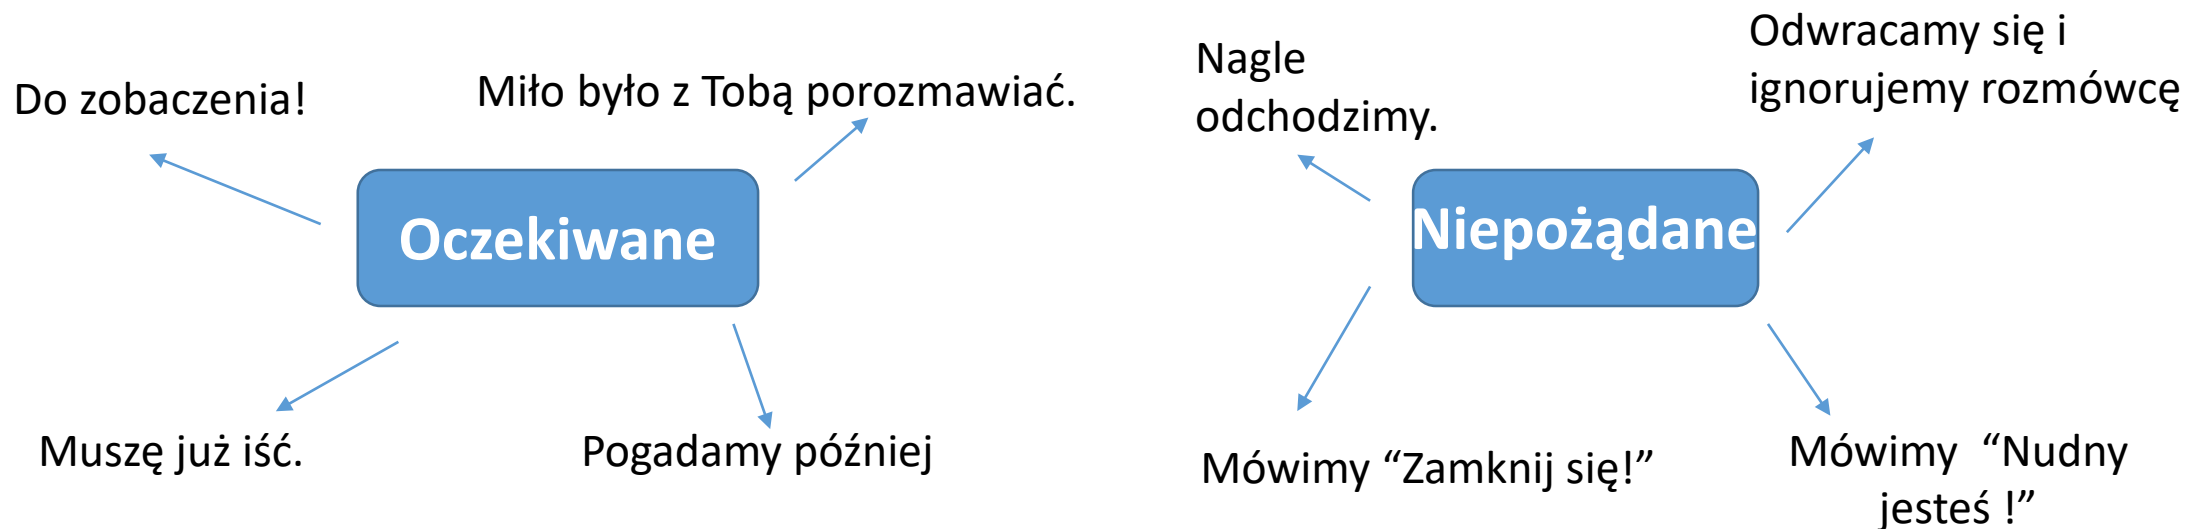 Do zobaczenia!
Miło było z Tobą porozmawiać.
Oczekiwane
Muszę już iść.
Pogadamy później
Nagle
odchodzimy.
Odwracamy się i
ignorujemy rozmówcę
Niepożądane
Mówimy “Zamknij się!”
Mówimy “Nudny
jesteś !”